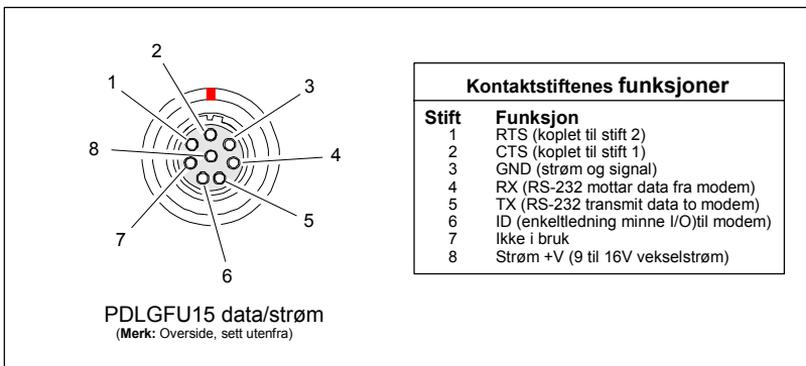 2
1
3
8
4
7
5
6
PDLGFU15 data/strøm
(Merk: Overside, sett utenfra)
Kontaktstiftenes funksjoner
Stift Funksjon
1 RTS (koplet til stift 2)
2 CTS (koplet til stift 1)
3 GND (strøm og signal)
4 RX (RS-232 mottar data fra modem)
5 TX (RS-232 transmit data to modem)
6 ID (enkeltledning minne I/O)til modem)
7 Ikke i bruk
8 Strøm +V (9 til 16V vekselstrøm)